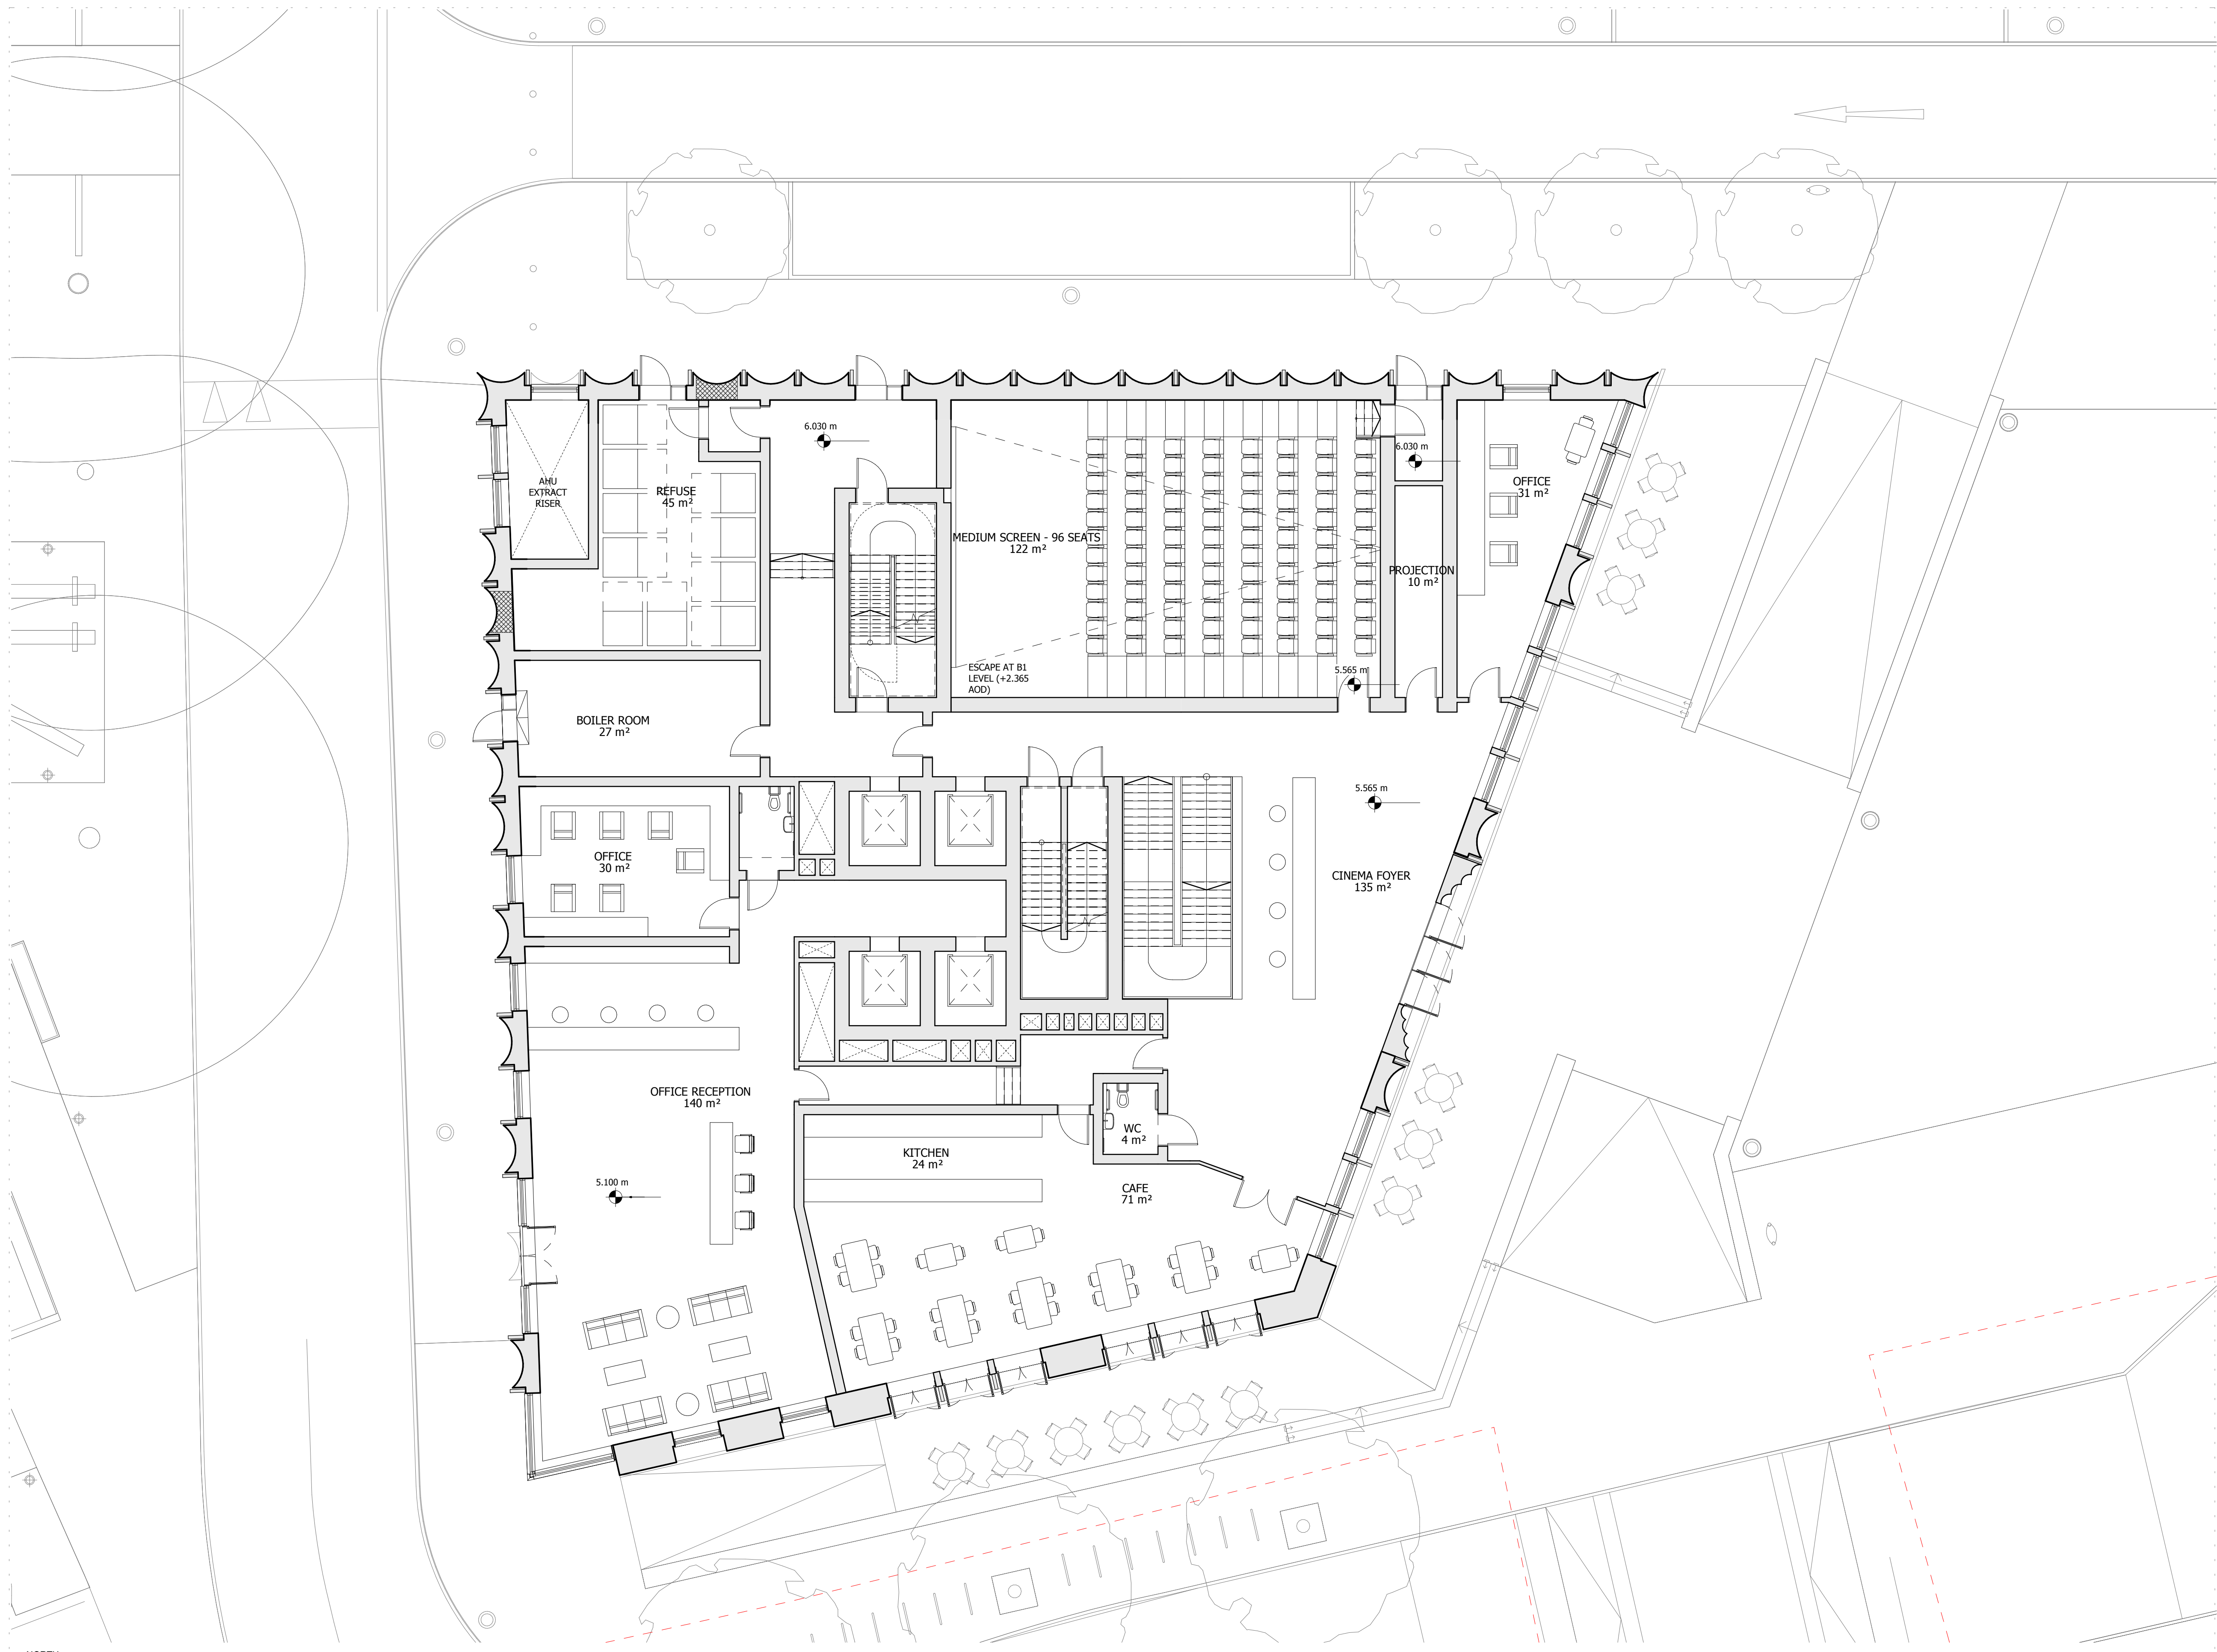 6.030 m
6.030 m
AHU
EXTRACT
RISER
REFUSE
45 m²
OFFICE
31 m²
MEDIUM SCREEN - 96 SEATS
122 m²
PROJECTION
10 m²
ESCAPE AT B1
LEVEL (+2.365
AOD)
5.565 m
BOILER ROOM
27 m²
5.565 m
OFFICE
30 m²
CINEMA FOYER
135 m²
OFFICE RECEPTION
140 m²
WC
4 m²
KITCHEN
24 m²
5.100 m
CAFE
71 m²